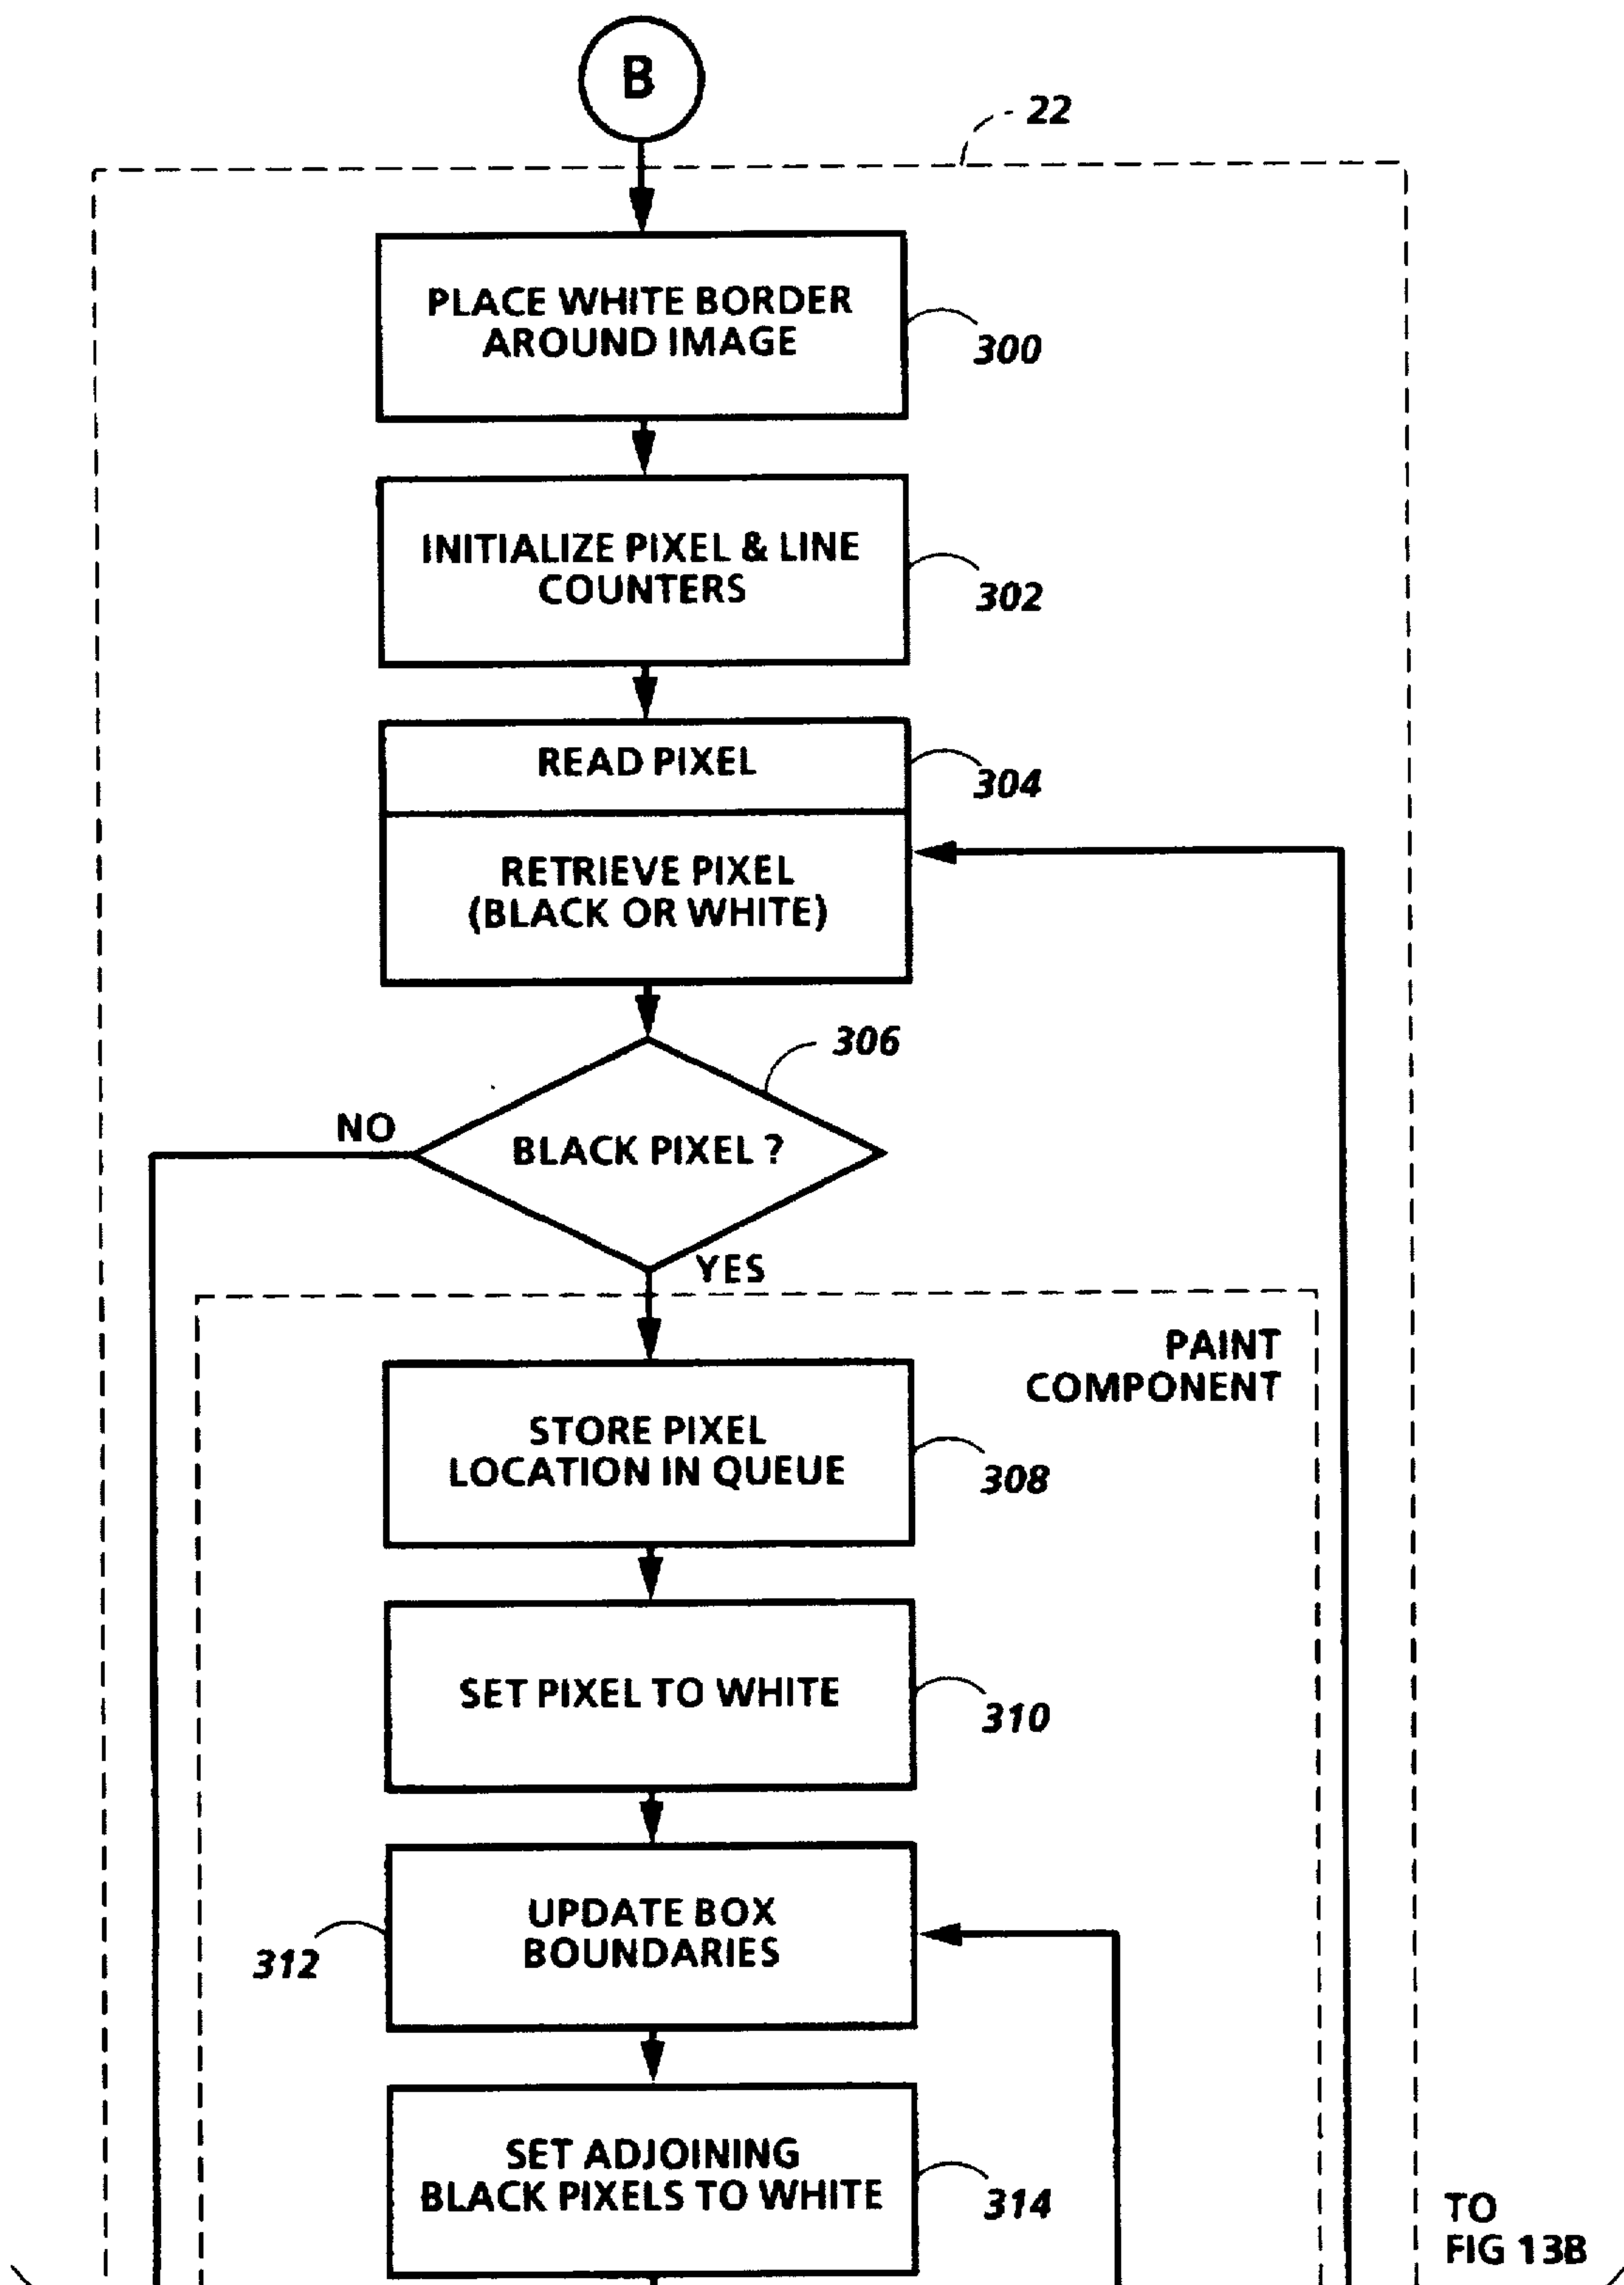 B
22
PLACE WHITE BORDER
AROUND IMAGE
300
INITIALIZE PIXEL & LINE
COUNTERS
302
READ PIXEL
304
RETRIEVE PIXEL
(BLACK OR WHITE)
306
NO
BLACK PIXEL ?
YES
PAINT
COMPONENT
STORE PIXEL
LOCATION IN QUEUE
308
SET PIXEL TO WHITE
310
UPDATE BOX
BOUNDARIES
312
SET ADJOINING
BLACK PIXELS TO WHITE
314
TO
FIG 13B